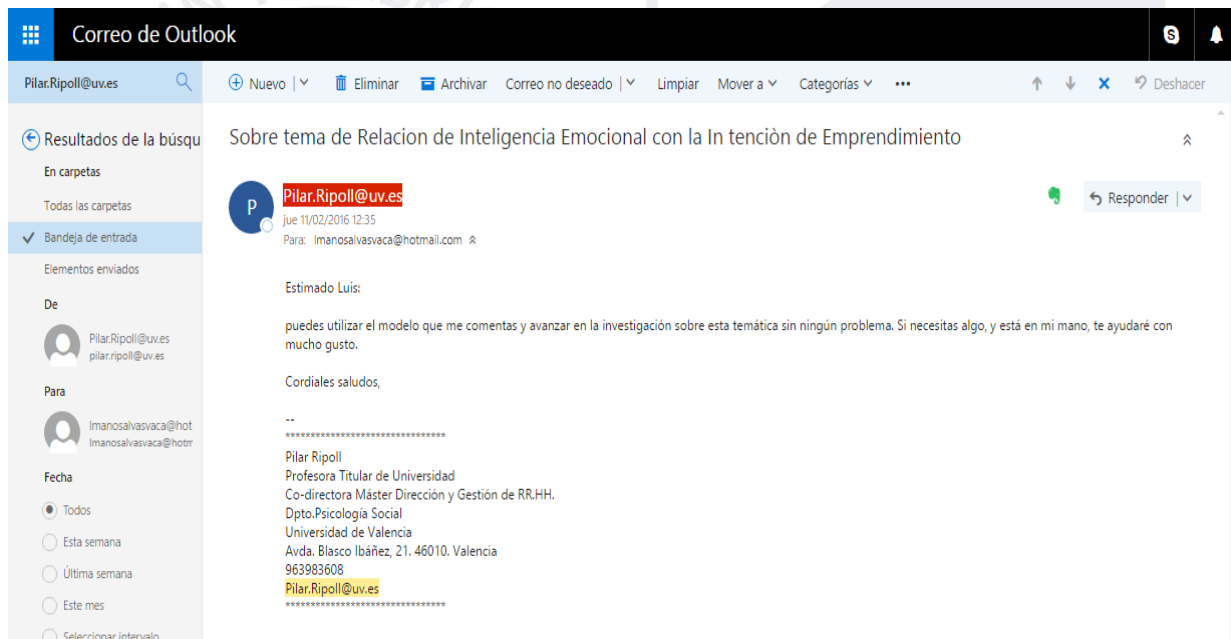 Correo de Outlook
Pilar.Ripoll@uv.es
Nuevo
Eliminar
Archivar
Correo no deseado
Limpiar
Mover a
Categorías
Deshacer
Resultados de la búsqu
En carpetas
Todas las carpetas
Bandeja de entrada
Elementos enviados
De
Pilar.Ripoll@uv.es
pilar.ripoll@uv.es
Para
lmanosalvasvaca@hot
lmanosalvasvaca@hotm
Fecha
Todos
Esta semana
Última semana
Este mes
Seleccionar intervalo
Sobre tema de Relacion de Inteligencia Emocional con la In tenciòn de Emprendimiento
P
Pilar.Ripoll@uv.es
jue 11/02/2016 12:35
Para: lmanosalvasvaca@hotmail.com
Responder
Estimado Luis:
puedes utilizar el modelo que me comentas y avanzar en la investigación sobre esta temática sin ningún problema. Si necesitas algo, y está en mi mano, te ayudaré con
mucho gusto.
Cordiales saludos,
--
********************************
Pilar Ripoll
Profesora Titular de Universidad
Co-directora Máster Dirección y Gestión de RR.HH.
Dpto.Psicología Social
Universidad de Valencia
Avda. Blasco Ibáñez, 21. 46010. Valencia
963983608
Pilar.Ripoll@uv.es
********************************